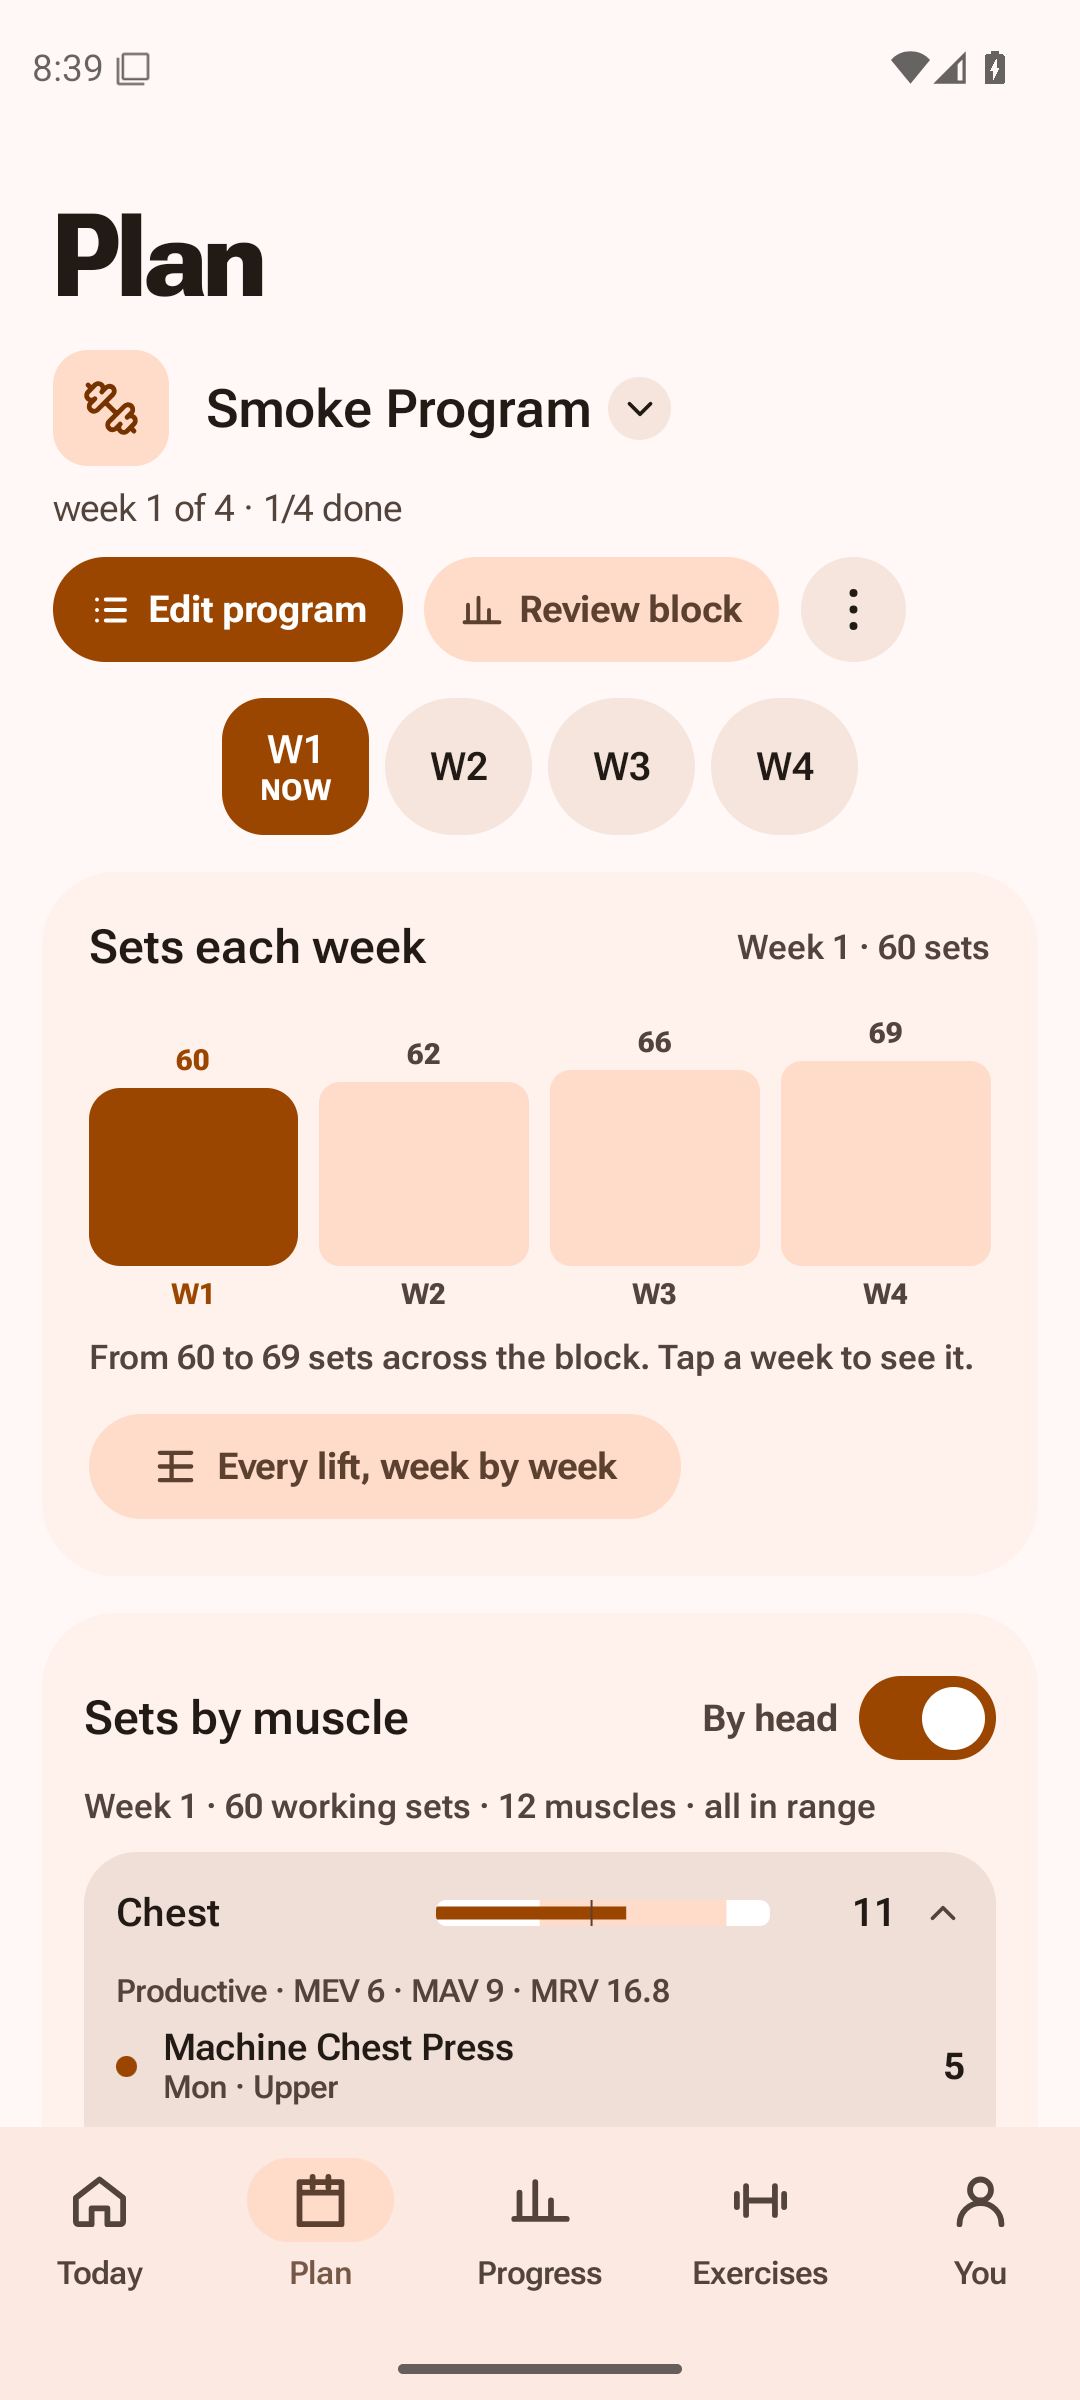 8:39
Plan
Smoke Program
week 1 of 4 · 1/4 done
Edit program
Review block
W1
NOW
W2
W3
W4
Sets each week
Week 1 · 60 sets
60
62
66
69
W1
W2
W3
W4
From 60 to 69 sets across the block. Tap a week to see it.
Every lift, week by week
Sets by muscle
By head
Week 1 · 60 working sets · 12 muscles · all in range
Chest
11
Productive · MEV 6 · MAV 9 · MRV 16.8
Machine Chest Press
Mon · Upper
5
Today
Plan
Progress
Exercises
You